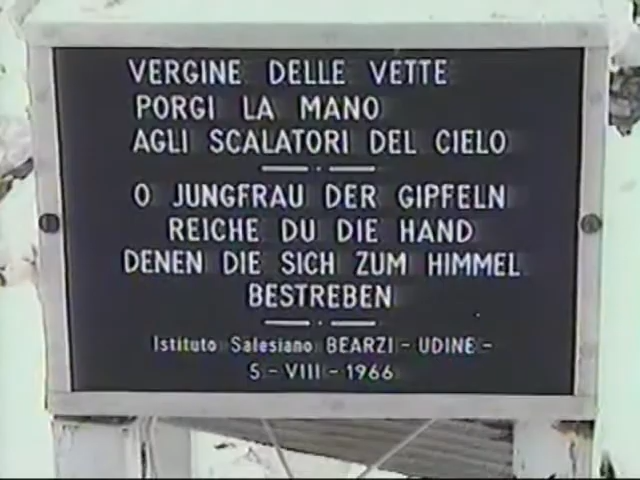 VERGINE DELLE VETTE
PORGI LA MANO
AGLI SCALATORI DEL CIELO
O JUNGFRAU DER GIPFELN
REICHE DU DIE HAND
DENEN DIE SICH ZUM HIMMEL
BESTREBEN
Istituto Salesiano BEARZI - UDINE -
5 - VIII - 1966